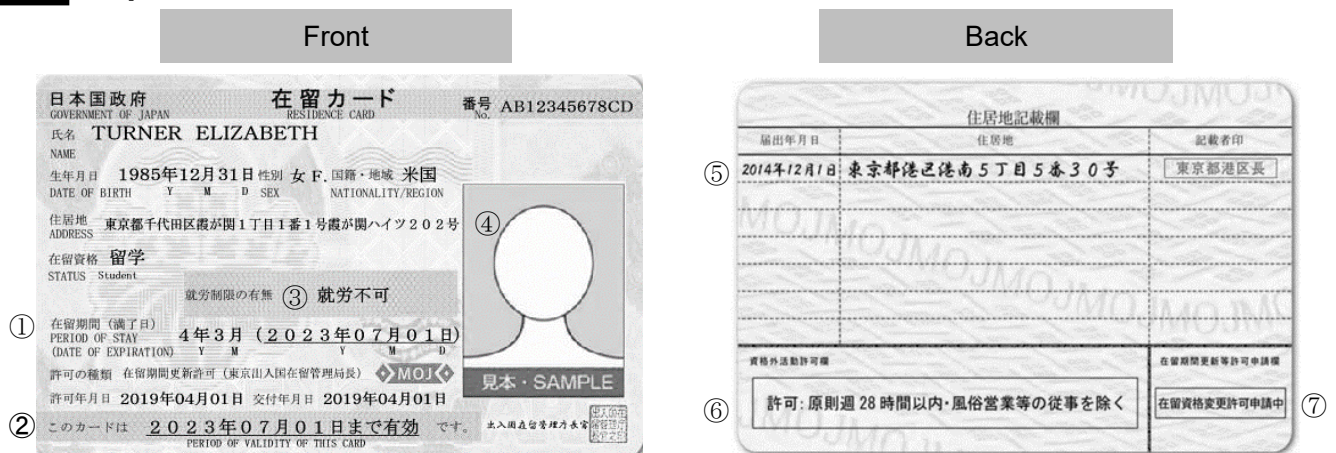 Front
日本国政府 在留カード 番号 AB12345678CD
GOVERNMENT OF JAPAN RESIDENCE CARD No.
氏名 TURNER ELIZABETH
NAME
生年月日 1985年12月31日 性別 女 F. 国籍・地域 米国
DATE OF BIRTH Y M D SEX NATIONALITY/REGION
住居地 東京都千代田区霞が関1丁目1番1号霞が関ハイツ202号
ADDRESS
④
在留資格 留学
STATUS Student
就労制限の有無 ③ 就労不可
① 在留期間(満了日)
PERIOD OF STAY 4年3月 (2023年07月01日)
(DATE OF EXPIRATION) Y M Y M D
許可の種類 在留期間更新許可(東京出入国在留管理局長) MOJ
見本・SAMPLE
許可年月日 2019年04月01日 交付年月日 2019年04月01日
② このカードは 2023年07月01日まで有効 です。
PERIOD OF VALIDITY OF THIS CARD
出入国在留管理庁長官
Back
住居地記載欄
届出年月日 住居地 記載者印
⑤ 2014年12月1日 東京都港区港南5丁目5番30号 東京都港区長
MOJMOJMOJMOJMOJ
資格外活動許可欄 在留期間更新等許可申請欄
⑥ 許可:原則週28時間以内・風俗営業等の従事を除く 在留資格変更許可申請中 ⑦